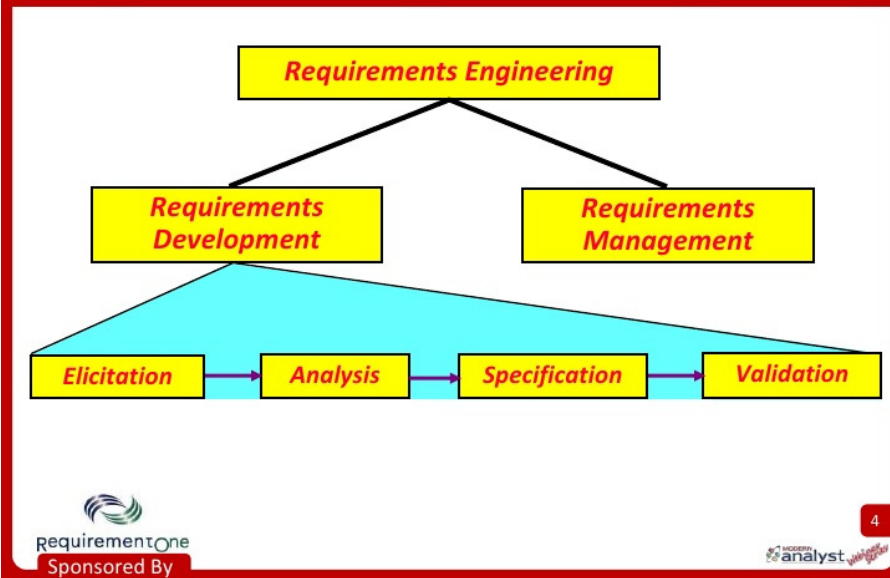 Requirements Engineering
Requirements
Development
Requirements
Management
Elicitation
Analysis
Specification
Validation
4
RequirementOne
Sponsored By
MODERN
analyst